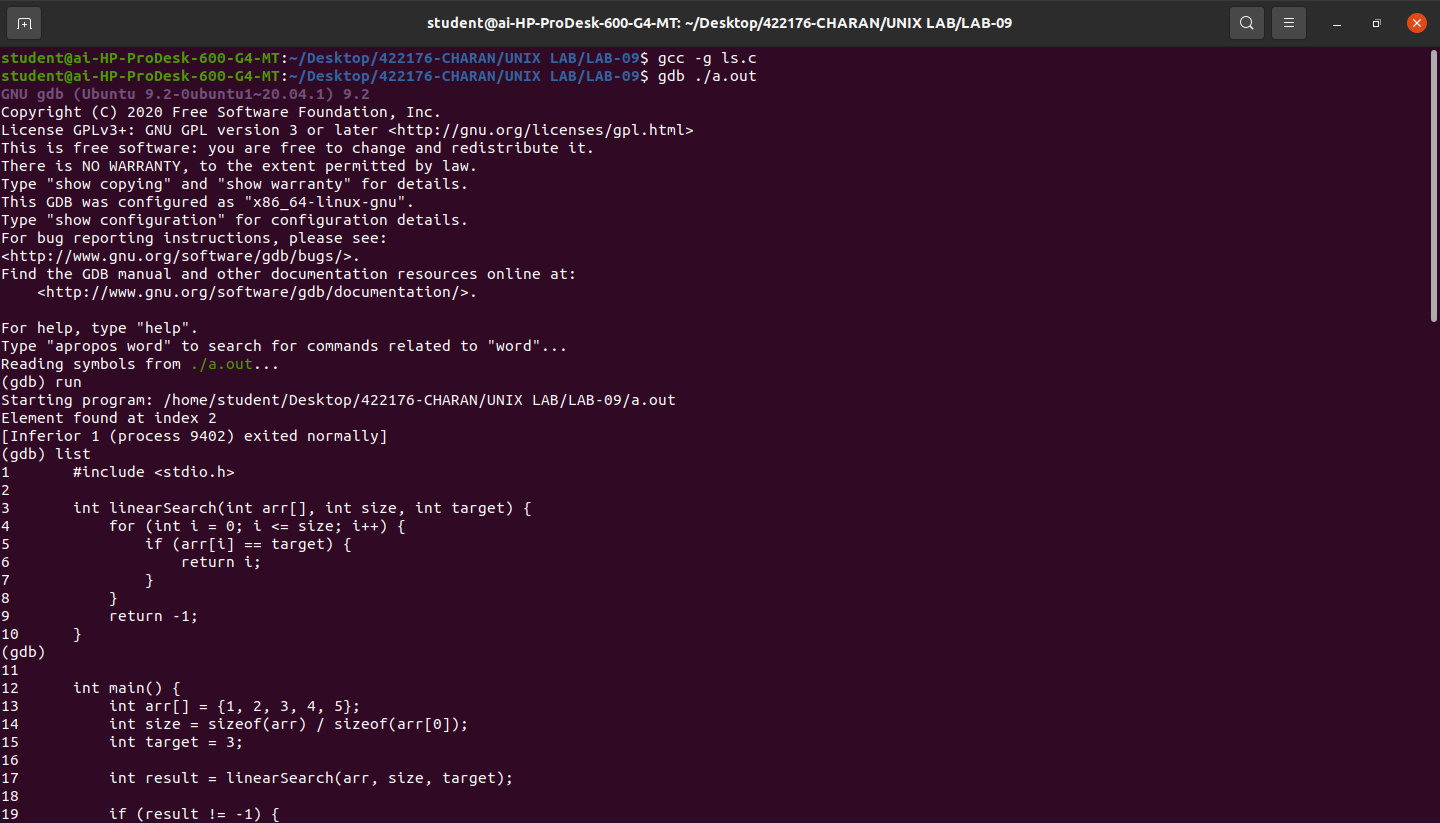 student@ai-HP-ProDesk-600-G4-MT: ~/Desktop/422176-CHARAN/UNIX LAB/LAB-09
student@ai-HP-ProDesk-600-G4-MT:~/Desktop/422176-CHARAN/UNIX LAB/LAB-09$ gcc -g ls.c
student@ai-HP-ProDesk-600-G4-MT:~/Desktop/422176-CHARAN/UNIX LAB/LAB-09$ gdb ./a.out
GNU gdb (Ubuntu 9.2-0ubuntu1~20.04.1) 9.2
Copyright (C) 2020 Free Software Foundation, Inc.
License GPLv3+: GNU GPL version 3 or later <http://gnu.org/licenses/gpl.html>
This is free software: you are free to change and redistribute it.
There is NO WARRANTY, to the extent permitted by law.
Type "show copying" and "show warranty" for details.
This GDB was configured as "x86_64-linux-gnu".
Type "show configuration" for configuration details.
For bug reporting instructions, please see:
<http://www.gnu.org/software/gdb/bugs/>.
Find the GDB manual and other documentation resources online at:
    <http://www.gnu.org/software/gdb/documentation/>.

For help, type "help".
Type "apropos word" to search for commands related to "word"...
Reading symbols from ./a.out...
(gdb) run
Starting program: /home/student/Desktop/422176-CHARAN/UNIX LAB/LAB-09/a.out
Element found at index 2
[Inferior 1 (process 9402) exited normally]
(gdb) list
1       #include <stdio.h>
2
3       int linearSearch(int arr[], int size, int target) {
4           for (int i = 0; i <= size; i++) {
5               if (arr[i] == target) {
6                   return i;
7               }
8           }
9           return -1;
10      }
(gdb)
11
12      int main() {
13          int arr[] = {1, 2, 3, 4, 5};
14          int size = sizeof(arr) / sizeof(arr[0]);
15          int target = 3;
16
17          int result = linearSearch(arr, size, target);
18
19          if (result != -1) {